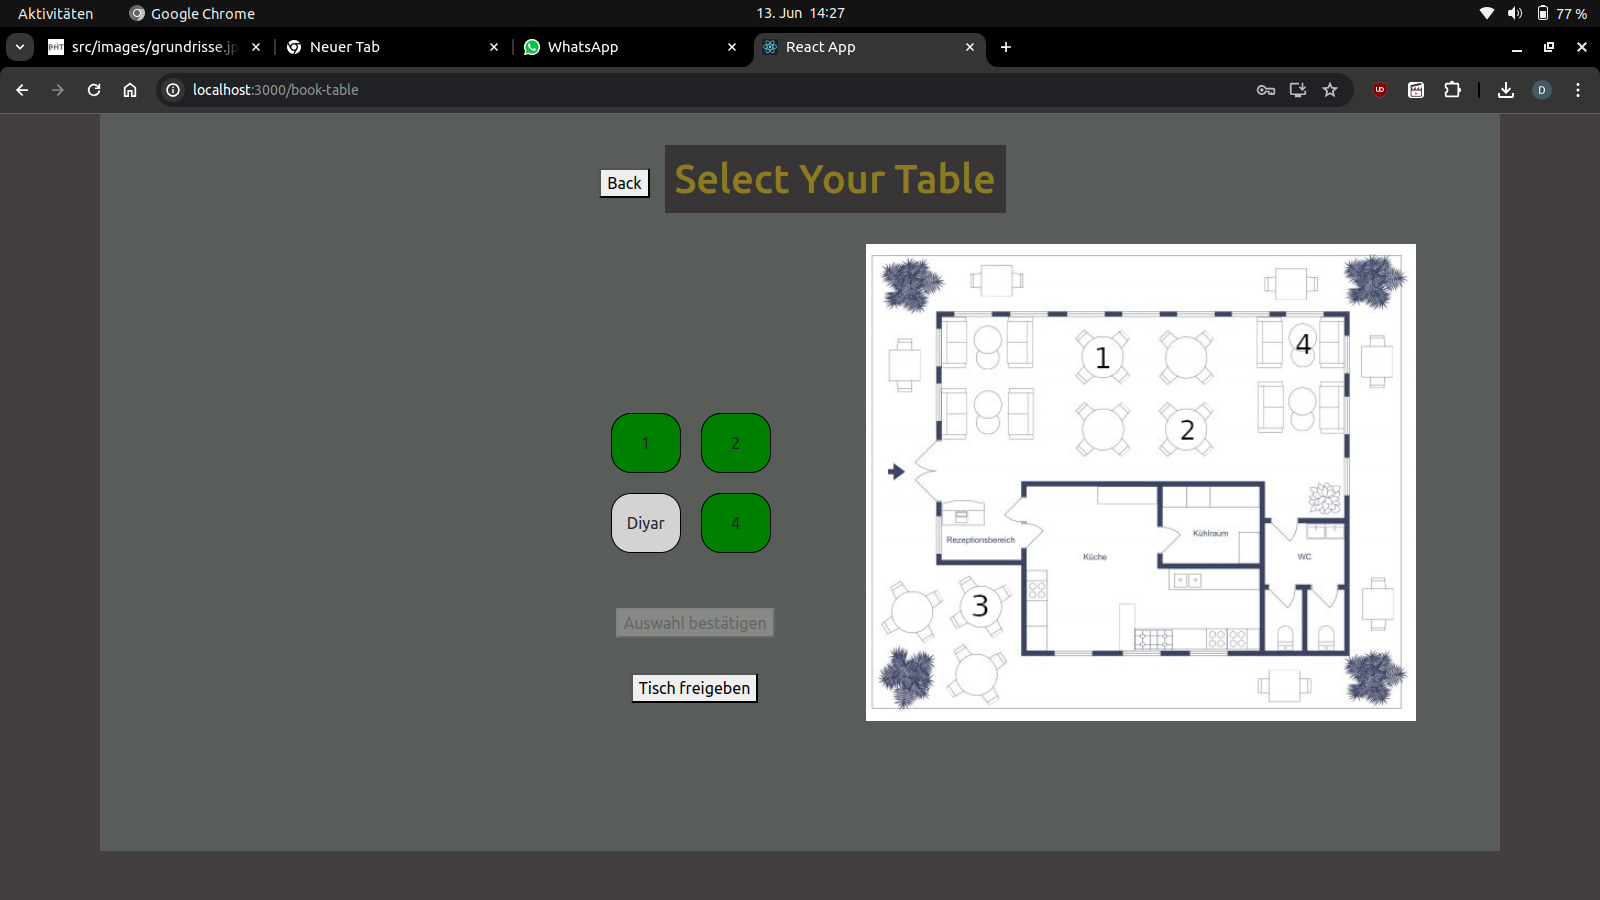 Aktivitäten
Google Chrome
13. Jun 14:27
77 %
src/images/grundrisse.jp
Neuer Tab
WhatsApp
React App
localhost:3000/book-table
D
Back
Select Your Table
1
2
Diyar
4
Auswahl bestätigen
Tisch freigeben
1
4
2
Rezeptionsbereich
Küche
Kühlraum
WC
3